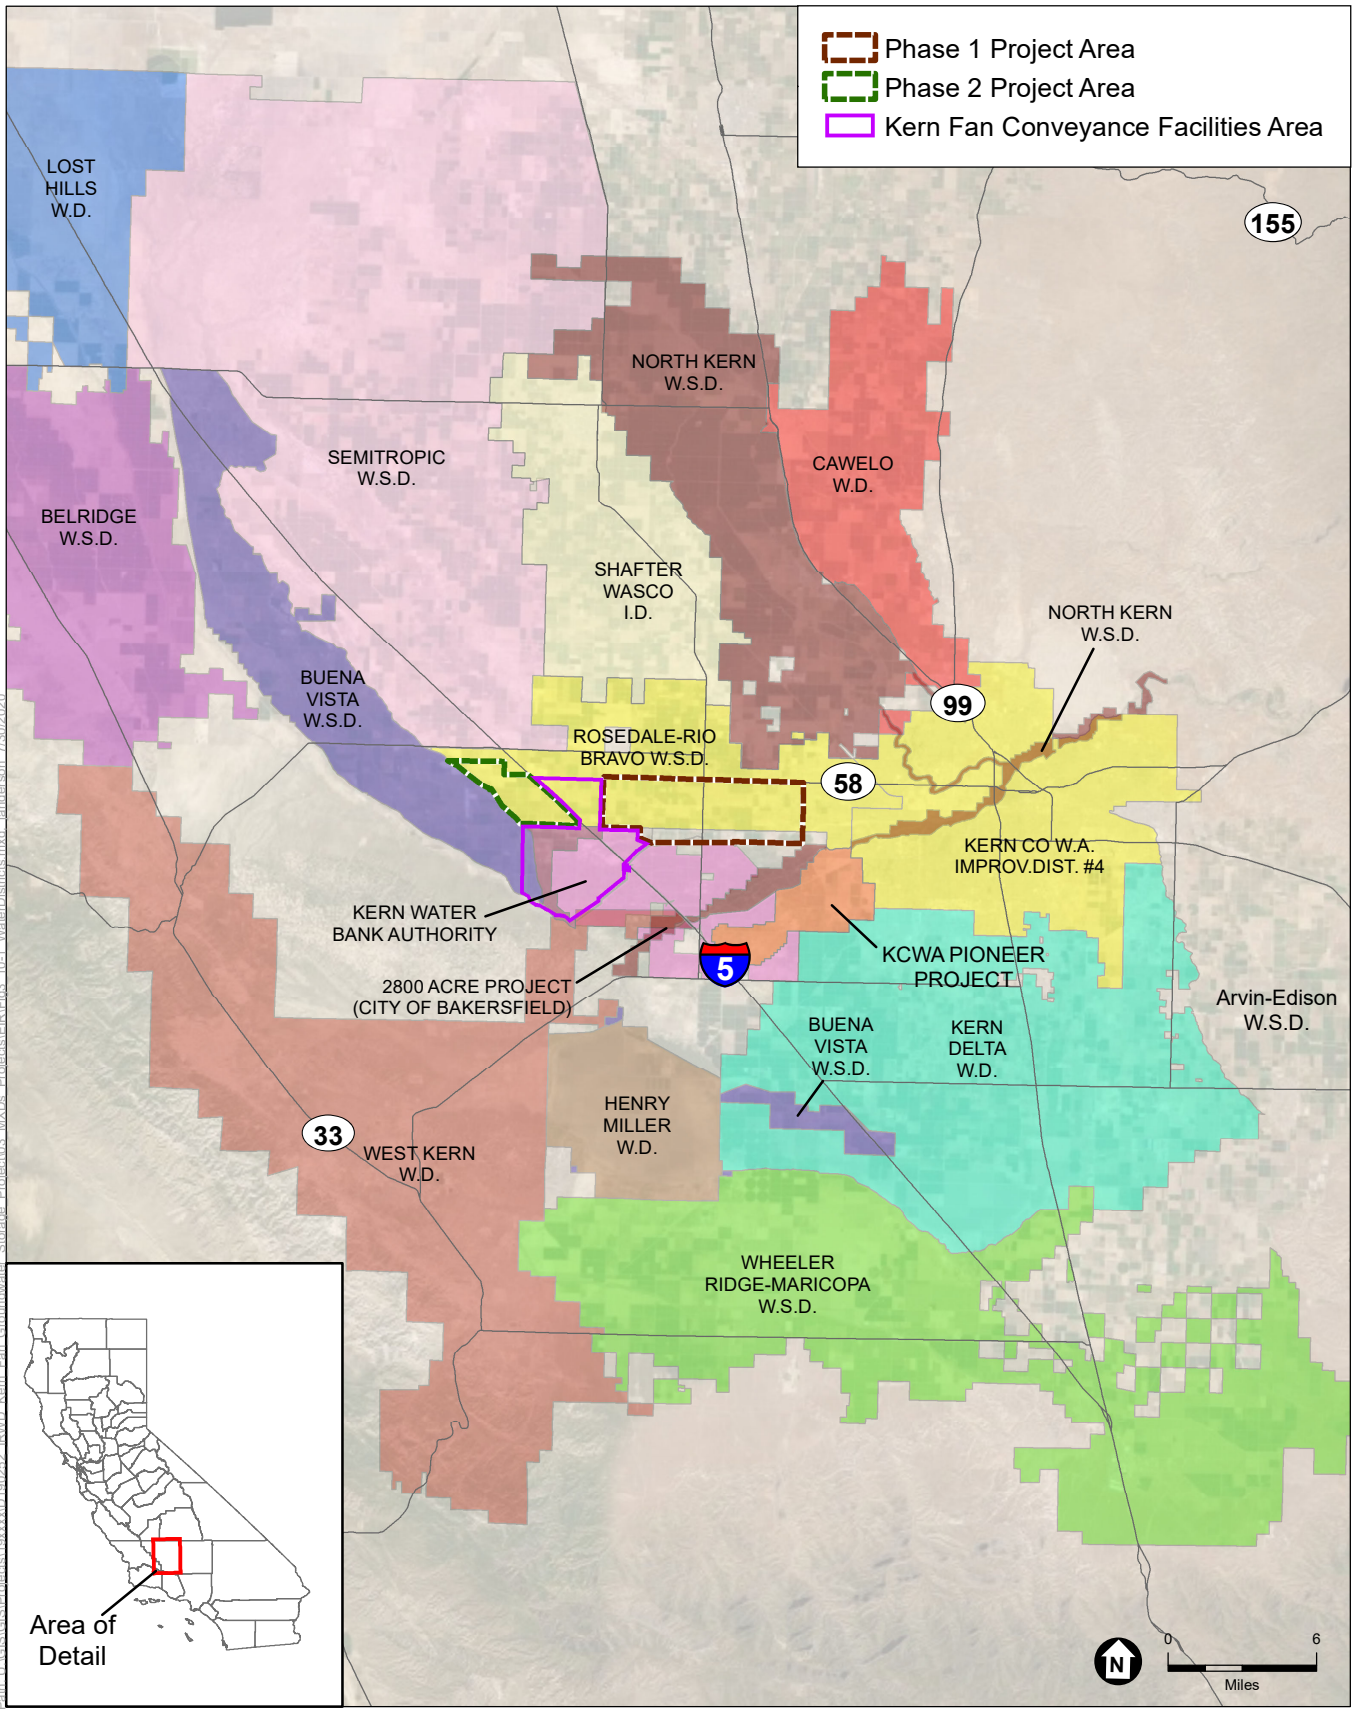 Phase 1 Project Area
Phase 2 Project Area
Kern Fan Conveyance Facilities Area
155
LOST
HILLS
W.D.
NORTH KERN
W.S.D.
SEMITROPIC
W.S.D.
CAWELO
W.D.
BELRIDGE
W.S.D.
SHAFTER
WASCO
I.D.
NORTH KERN
W.S.D.
BUENA
VISTA
W.S.D.
99
ROSEDALE-RIO
BRAVO W.S.D.
58
KERN CO W.A.
IMPROV.DIST. #4
KERN WATER
BANK AUTHORITY
KCWA PIONEER
PROJECT
5
2800 ACRE PROJECT
(CITY OF BAKERSFIELD)
Arvin-Edison
W.S.D.
BUENA
VISTA
W.S.D.
KERN
DELTA
W.D.
HENRY
MILLER
W.D.
33
WEST KERN
W.D.
WHEELER
RIDGE-MARICOPA
W.S.D.
Area of
Detail
N
0 6
Miles